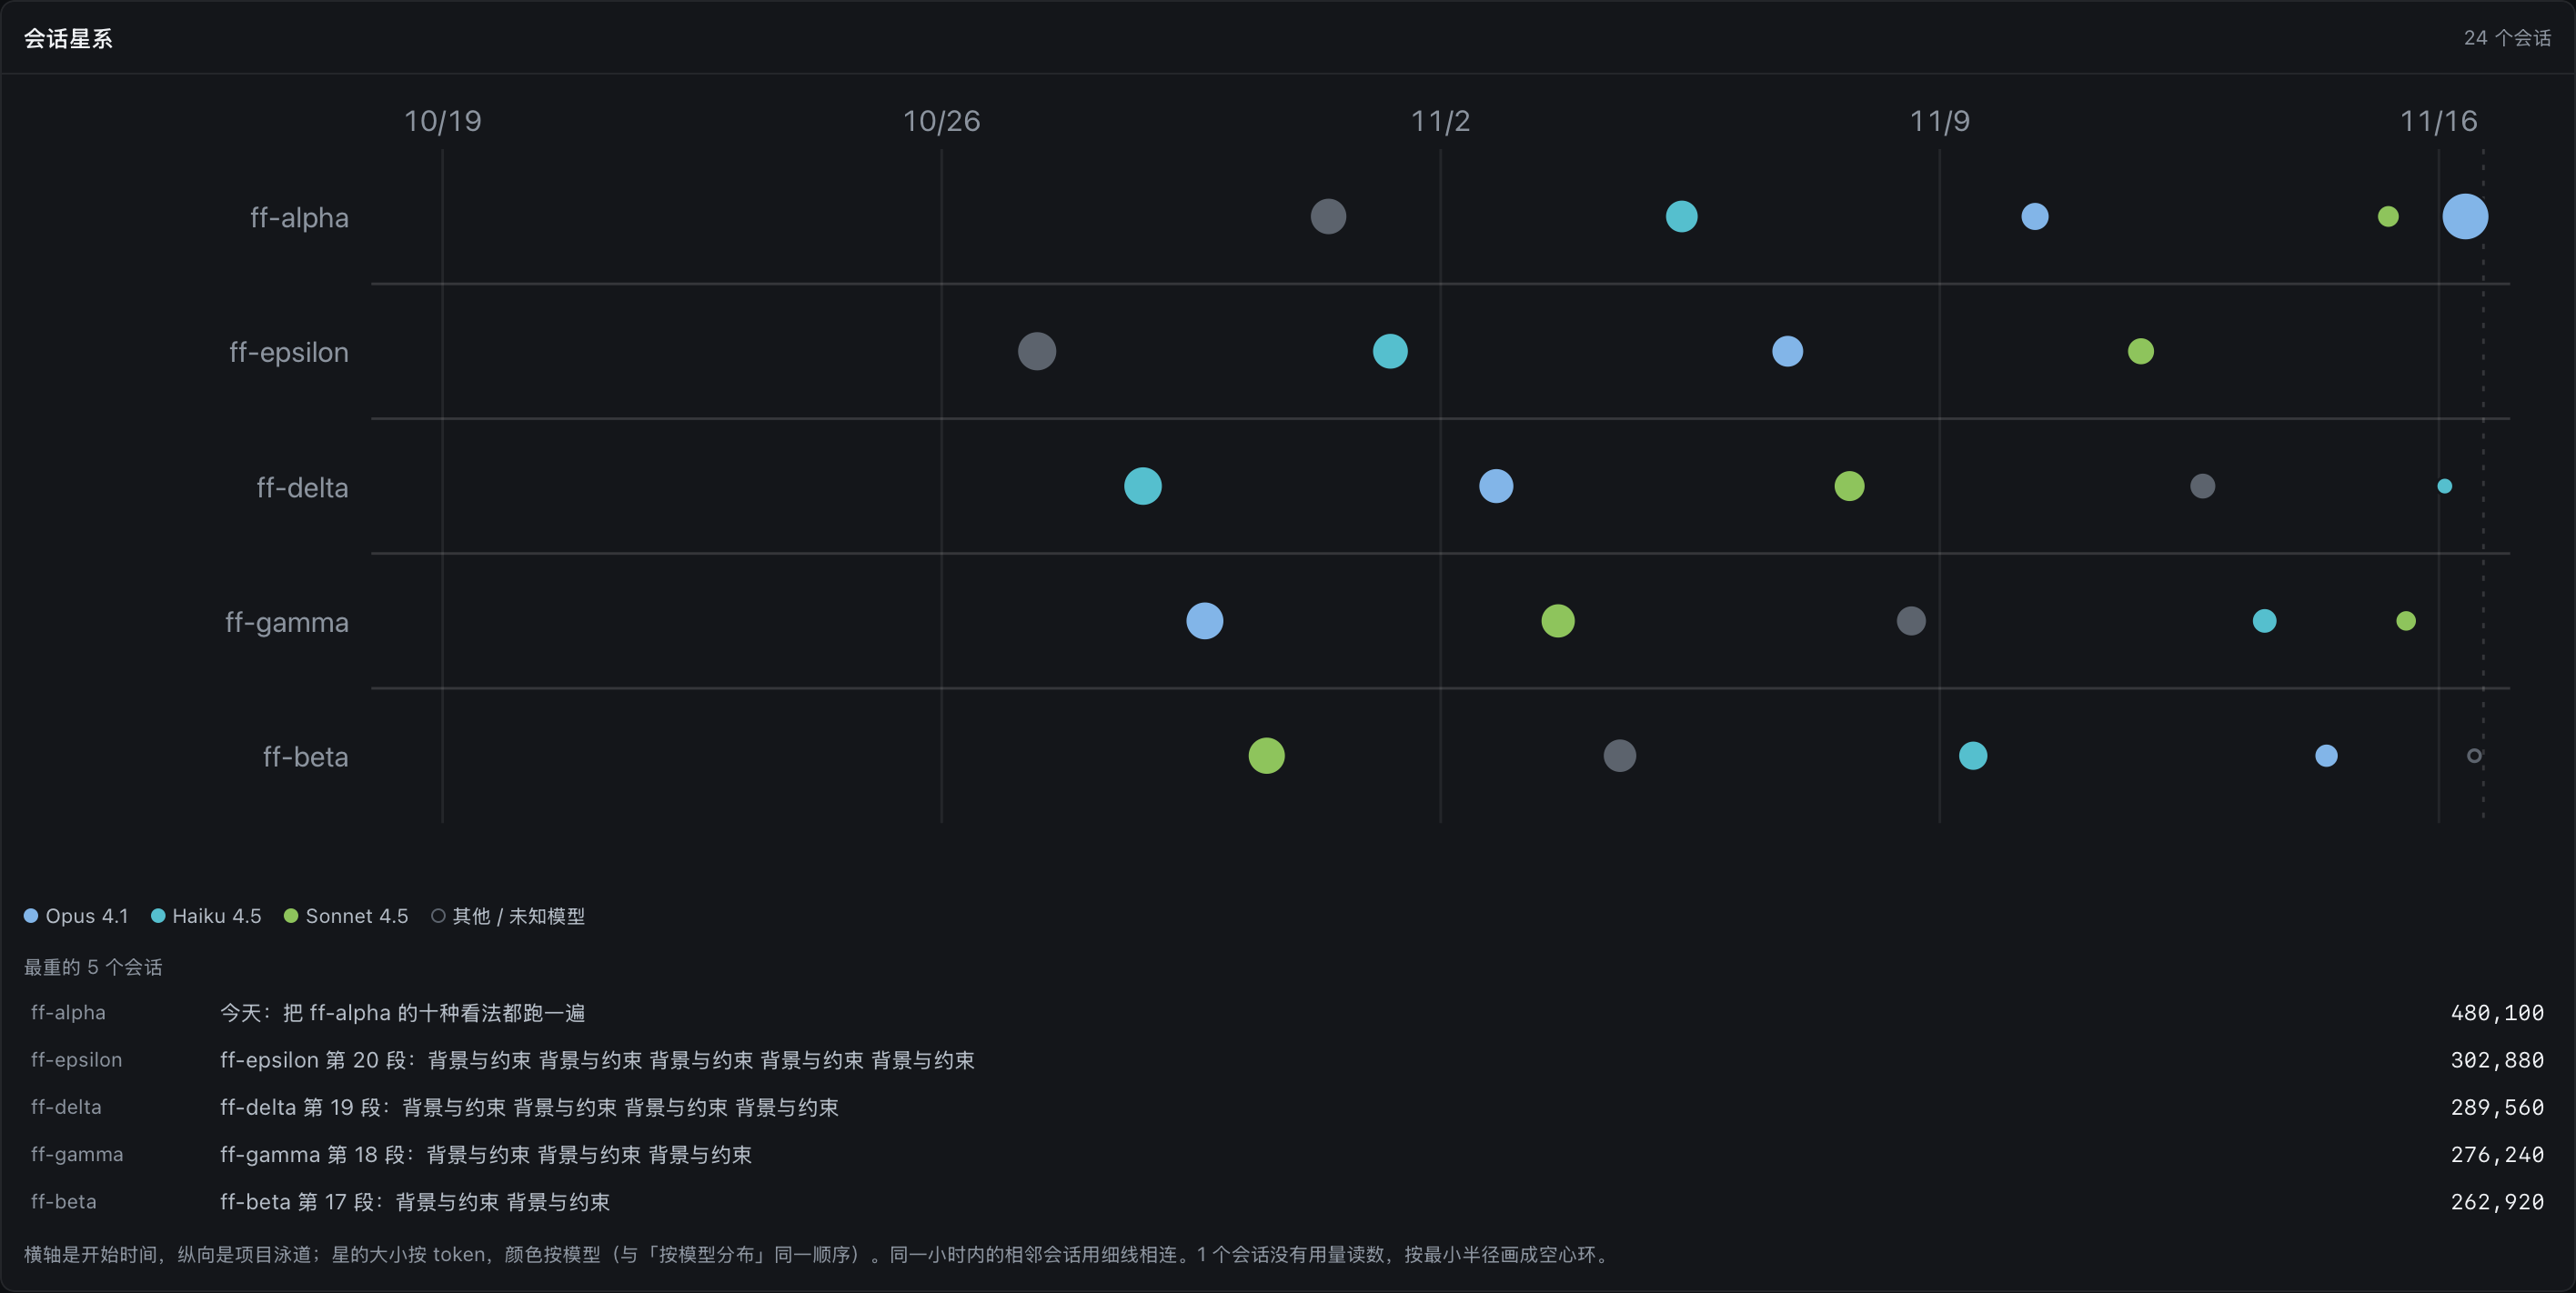 会话星系
24 个会话
10/19 10/26 11/2 11/9 11/16
ff-alpha
ff-epsilon
ff-delta
ff-gamma
ff-beta
Opus 4.1 Haiku 4.5 Sonnet 4.5 其他 / 未知模型
最重的 5 个会话
ff-alpha 今天：把 ff-alpha 的十种看法都跑一遍 480,100
ff-epsilon ff-epsilon 第 20 段：背景与约束 背景与约束 背景与约束 背景与约束 背景与约束 302,880
ff-delta ff-delta 第 19 段：背景与约束 背景与约束 背景与约束 背景与约束 289,560
ff-gamma ff-gamma 第 18 段：背景与约束 背景与约束 背景与约束 276,240
ff-beta ff-beta 第 17 段：背景与约束 背景与约束 262,920
横轴是开始时间，纵向是项目泳道；星的大小按 token，颜色按模型（与「按模型分布」同一顺序）。同一小时内的相邻会话用细线相连。1 个会话没有用量读数，按最小半径画成空心环。